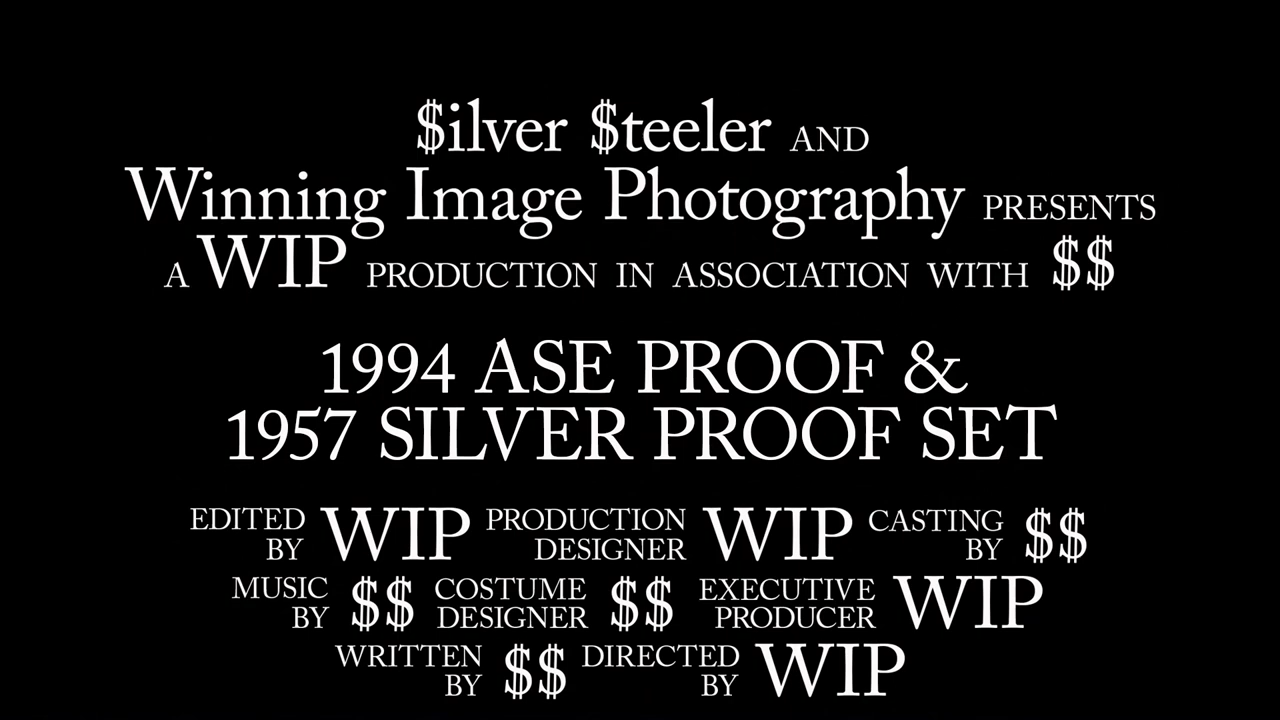 $ilver $teeler AND
Winning Image Photography PRESENTS
A WIP PRODUCTION IN ASSOCIATION WITH $$
1994 ASE PROOF &
1957 SILVER PROOF SET
EDITED BY WIP PRODUCTION DESIGNER WIP CASTING BY $$
MUSIC BY $$ COSTUME DESIGNER $$ EXECUTIVE PRODUCER WIP
WRITTEN BY $$ DIRECTED BY WIP